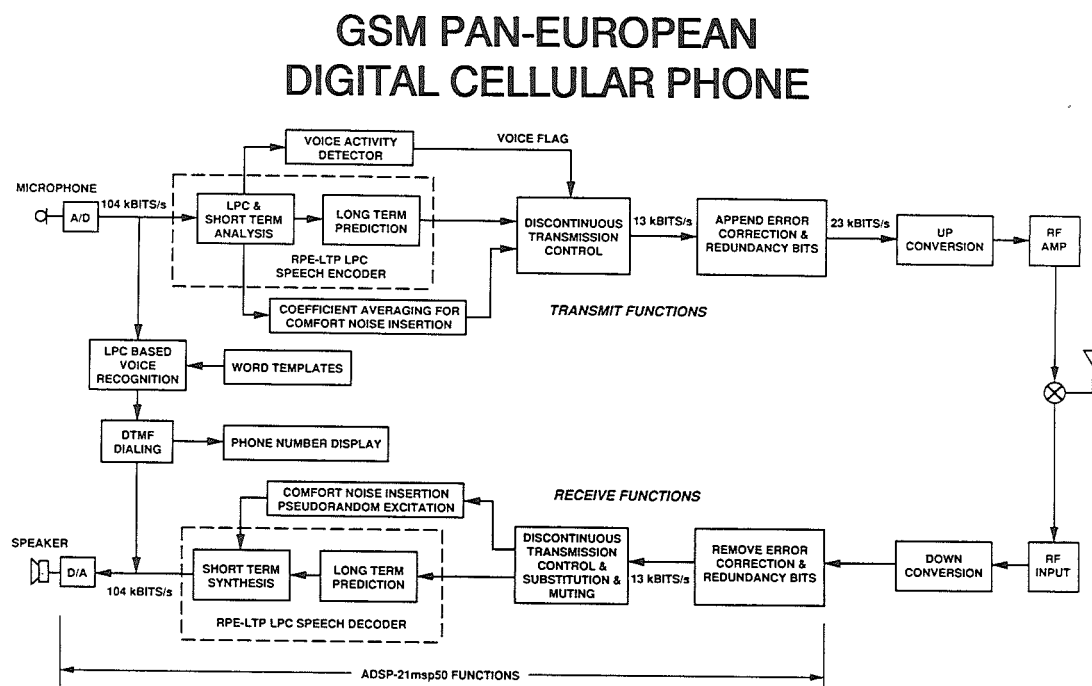 GSM PAN-EUROPEAN
DIGITAL CELLULAR PHONE
VOICE ACTIVITY
DETECTOR
VOICE FLAG
MICROPHONE
A/D
104 kBITS/s
LPC &
SHORT TERM
ANALYSIS
LONG TERM
PREDICTION
RPE-LTP LPC
SPEECH ENCODER
DISCONTINUOUS
TRANSMISSION
CONTROL
13 kBITS/s
APPEND ERROR
CORRECTION &
REDUNDANCY BITS
23 kBITS/s
UP
CONVERSION
RF
AMP
COEFFICIENT AVERAGING FOR
COMFORT NOISE INSERTION
TRANSMIT FUNCTIONS
LPC BASED
VOICE
RECOGNITION
WORD TEMPLATES
DTMF
DIALING
PHONE NUMBER DISPLAY
COMFORT NOISE INSERTION
PSEUDORANDOM EXCITATION
RECEIVE FUNCTIONS
SPEAKER
D/A
104 kBITS/s
SHORT TERM
SYNTHESIS
LONG TERM
PREDICTION
RPE-LTP LPC SPEECH DECODER
DISCONTINUOUS
TRANSMISSION
CONTROL &
SUBSTITUTION &
MUTING
13 kBITS/s
REMOVE ERROR
CORRECTION &
REDUNDANCY BITS
DOWN
CONVERSION
RF
INPUT
ADSP-21msp50 FUNCTIONS